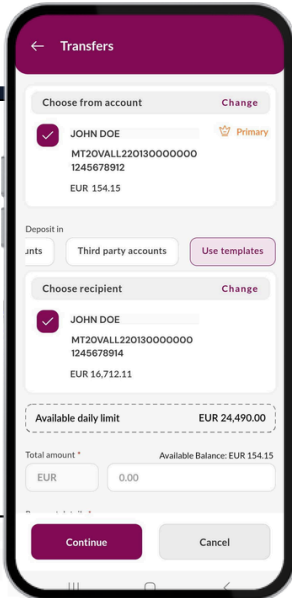 Transfers
Choose from account Change
JOHN DOE Primary
MT20VALL220130000000
1245678912
EUR 154.15
Deposit in
unts Third party accounts Use templates
Choose recipient Change
JOHN DOE
MT20VALL220130000000
1245678914
EUR 16,712.11
Available daily limit EUR 24,490.00
Total amount * Available Balance: EUR 154.15
EUR 0.00
Continue Cancel